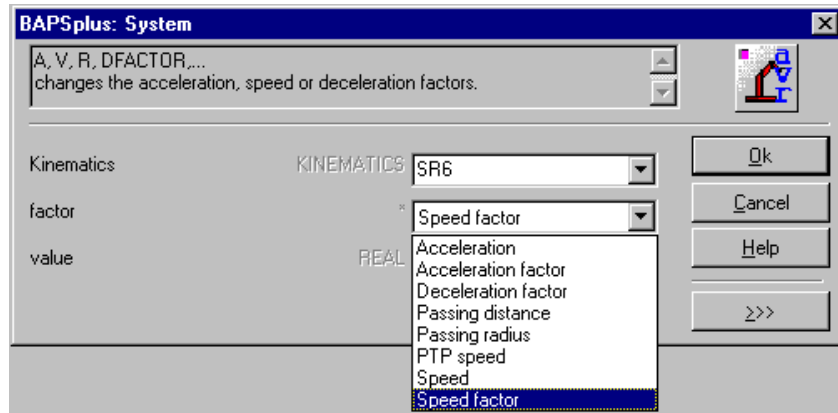 BAPSplus: System
A, V, R, DFACTOR,...
changes the acceleration, speed or deceleration factors.
a
v
r
Kinematics KINEMATICS SR6
factor * Speed factor
value REAL
Acceleration
Acceleration factor
Deceleration factor
Passing distance
Passing radius
PTP speed
Speed
Speed factor
Ok
Cancel
Help
>>>